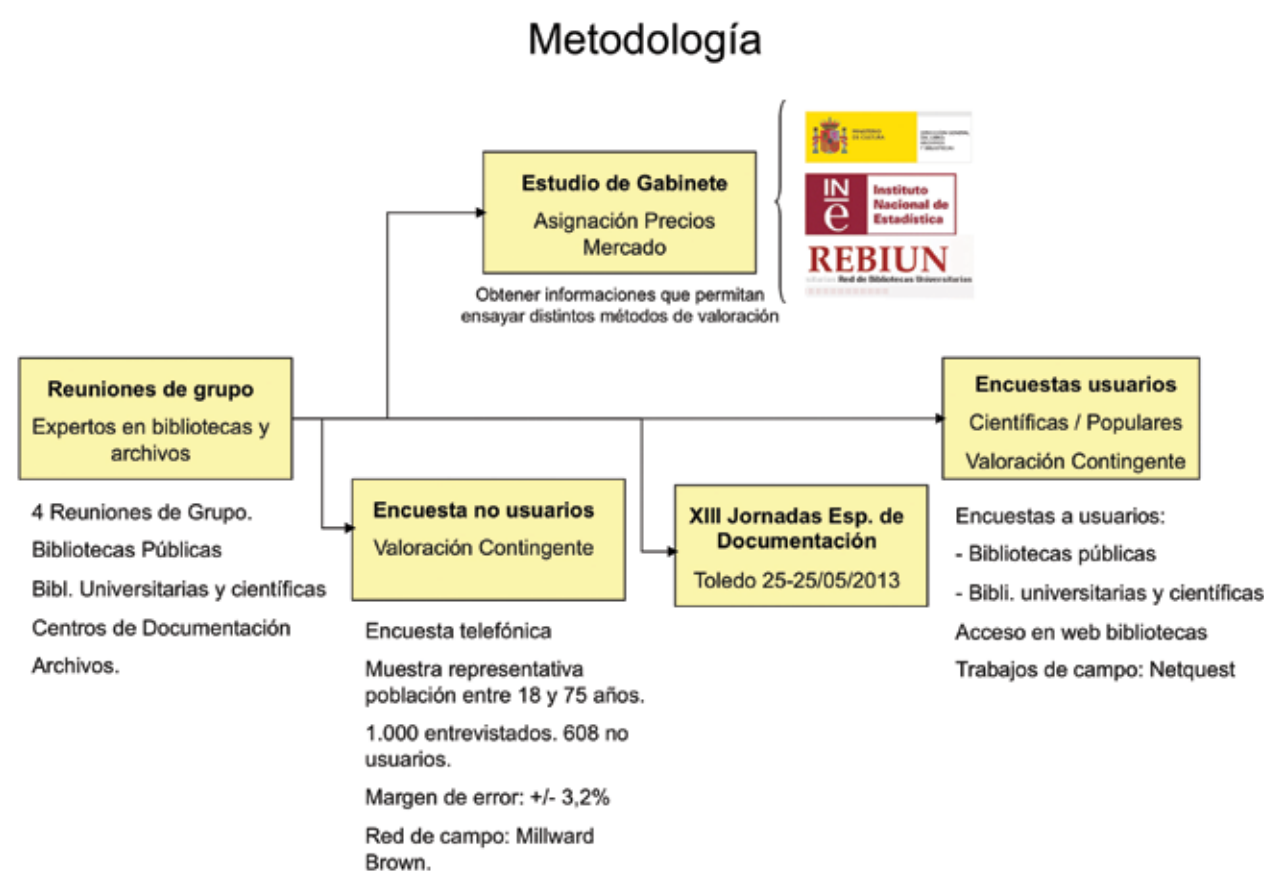 Metodología
MINISTERIO
DE CULTURA
Estudio de Gabinete
Asignación Precios
Mercado
INe
Instituto
Nacional de
Estadística
REBIUN
Red de Bibliotecas Universitarias
Obtener informaciones que permitan
ensayar distintos métodos de valoración
Reuniones de grupo
Expertos en bibliotecas y
archivos
4 Reuniones de Grupo.
Bibliotecas Públicas
Bibl. Universitarias y científicas
Centros de Documentación
Archivos.
Encuesta no usuarios
Valoración Contingente
Encuesta telefónica
Muestra representativa
población entre 18 y 75 años.
1.000 entrevistados. 608 no
usuarios.
Margen de error: +/- 3,2%
Red de campo: Millward
Brown.
XIII Jornadas Esp. de
Documentación
Toledo 25-25/05/2013
Encuestas usuarios
Científicas / Populares
Valoración Contingente
Encuestas a usuarios:
- Bibliotecas públicas
- Bibli. universitarias y científicas
Acceso en web bibliotecas
Trabajos de campo: Netquest